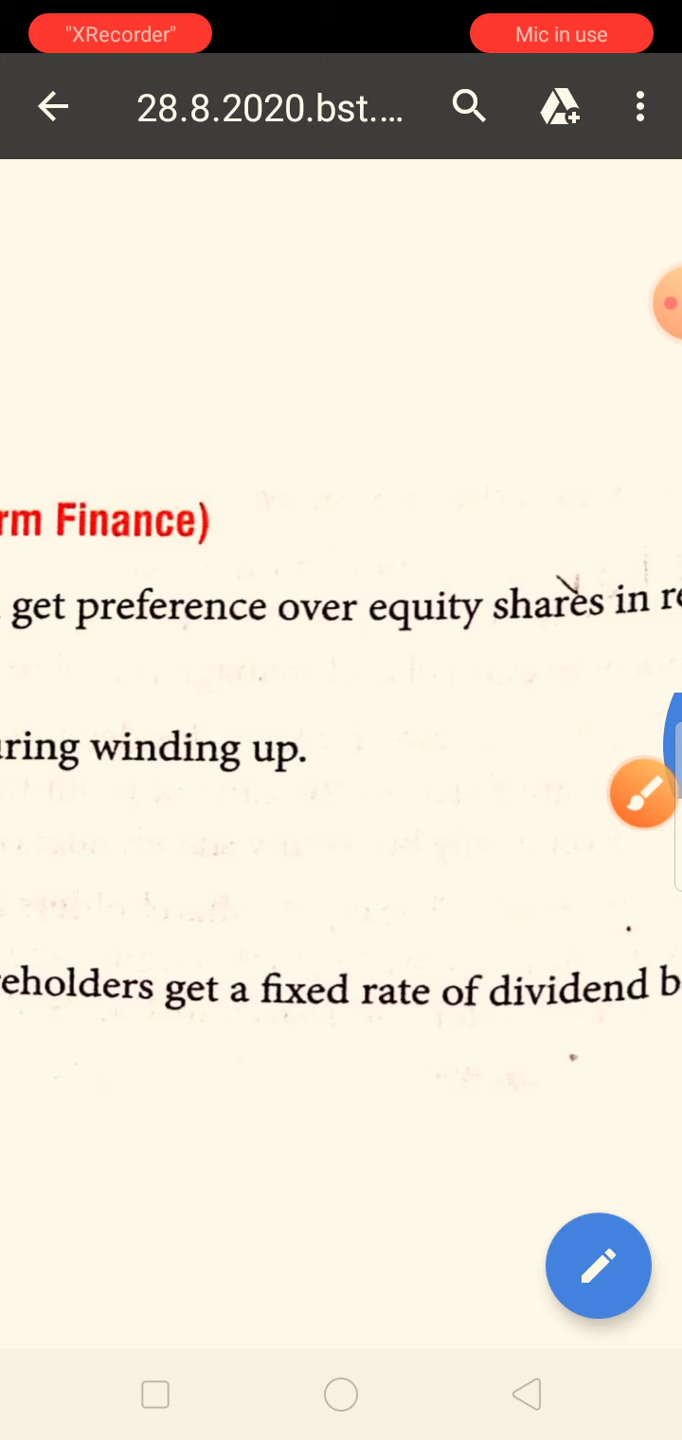 "XRecorder" Mic in use
28.8.2020.bst....
rm Finance)
get preference over equity shares in re
uring winding up.
eholders get a fixed rate of dividend b